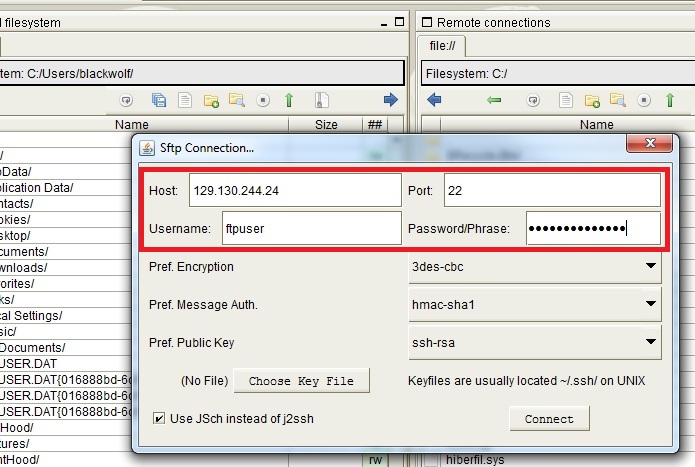 filesystem
Remote connections
file://
tem: C:/Users/blackwolf/
Filesystem: C:/
Name Size ##
Name
Sftp Connection...
/
pData/
plication Data/
ntacts/
okies/
sktop/
ocuments/
wnloads/
vorites/
ks/
cal Settings/
sic/
Documents/
USER.DAT
USER.DAT{016888bd-6c
USER.DAT{016888bd-6c
USER.DAT{016888bd-6c
Hood/
tures/
ntHood/
Host: 129.130.244.24 Port: 22
Username: ftpuser Password/Phrase: ••••••••••••••
Pref. Encryption 3des-cbc
Pref. Message Auth. hmac-sha1
Pref. Public Key ssh-rsa
(No File) Choose Key File Keyfiles are usually located ~/.ssh/ on UNIX
Use JSch instead of j2ssh Connect
rw
hiberfil.sys